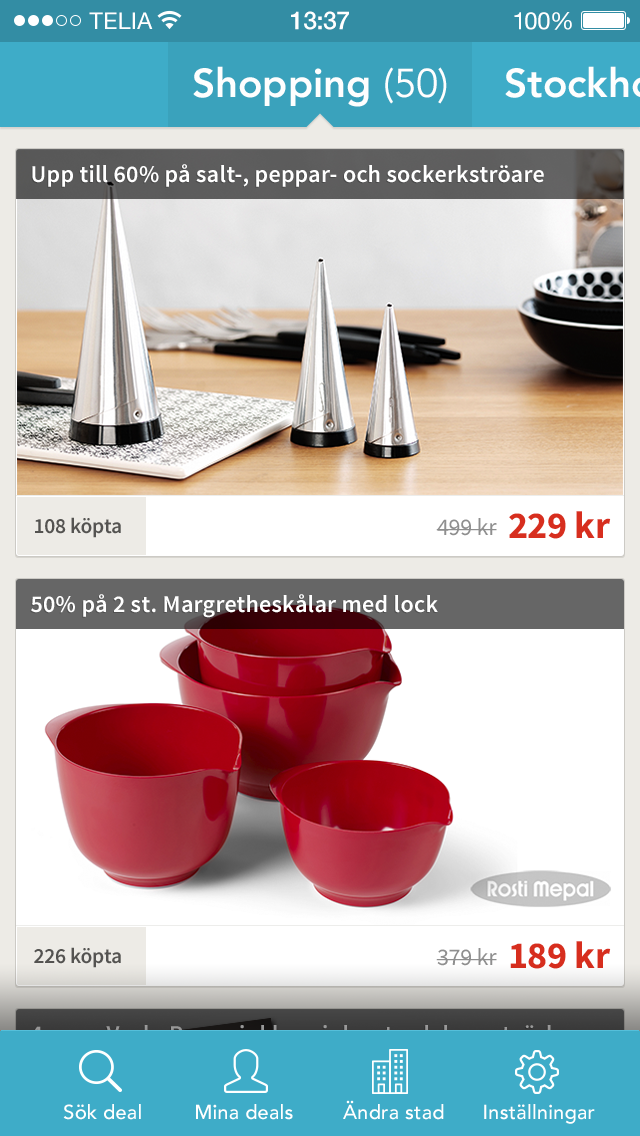 TELIA 13:37 100%
Shopping (50) Stockho
Upp till 60% på salt-, peppar- och sockerkströare
108 köpta 499 kr 229 kr
50% på 2 st. Margretheskålar med lock
Rosti Mepal
226 köpta 379 kr 189 kr
Sök deal Mina deals Ändra stad Inställningar